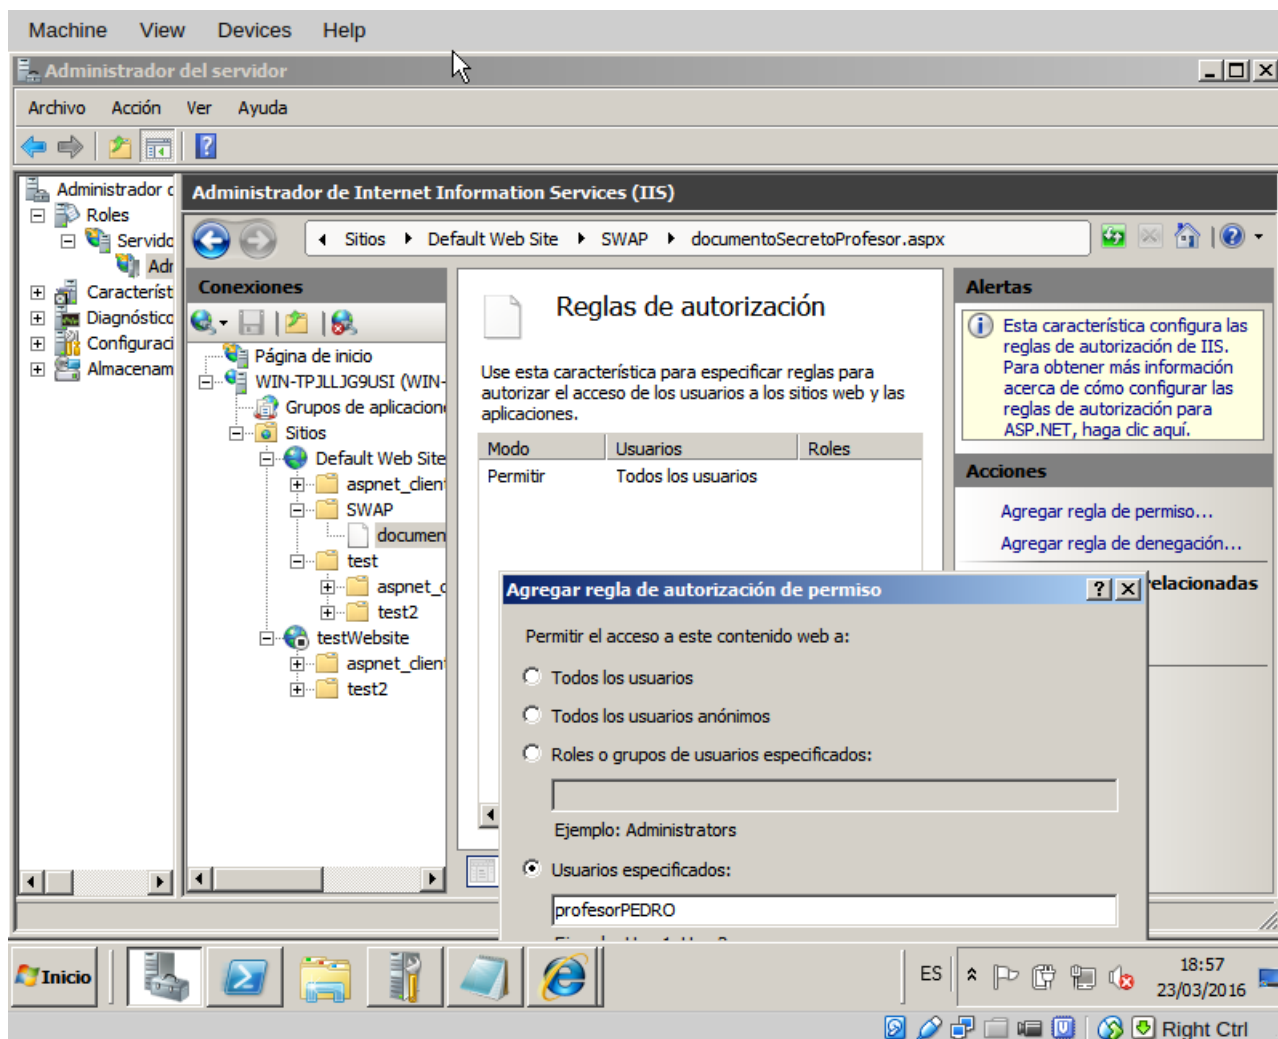 Machine View Devices Help
Administrador del servidor
Archivo Acción Ver Ayuda
Administrador de Internet Information Services (IIS)
Sitios Default Web Site SWAP documentoSecretoProfesor.aspx
Administrador d
Roles
Servido
Adr
Característ
Diagnóstico
Configuraci
Almacenam
Conexiones
Página de inicio
WIN-TPJLLJG9USI (WIN-
Grupos de aplicacion
Sitios
Default Web Site
aspnet_client
SWAP
documen
test
aspnet_c
test2
testWebsite
aspnet_client
test2
Reglas de autorización
Use esta característica para especificar reglas para
autorizar el acceso de los usuarios a los sitios web y las
aplicaciones.
Modo Usuarios Roles
Permitir Todos los usuarios
Alertas
Esta característica configura las
reglas de autorización de IIS.
Para obtener más información
acerca de cómo configurar las
reglas de autorización para
ASP.NET, haga clic aquí.
Acciones
Agregar regla de permiso...
Agregar regla de denegación...
relacionadas
Agregar regla de autorización de permiso
Permitir el acceso a este contenido web a:
Todos los usuarios
Todos los usuarios anónimos
Roles o grupos de usuarios especificados:
Ejemplo: Administrators
Usuarios especificados:
profesorPEDRO
Inicio
ES
18:57
23/03/2016
Right Ctrl